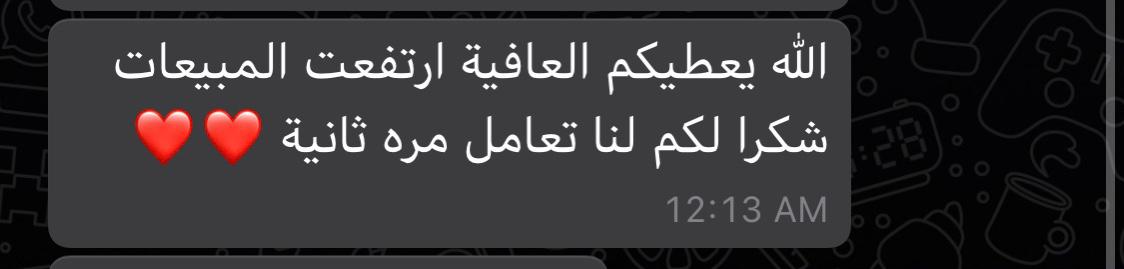 الله يعطيكم العافية ارتفعت المبيعات
شكرا لكم لنا تعامل مره ثانية ❤️❤️
12:13 AM